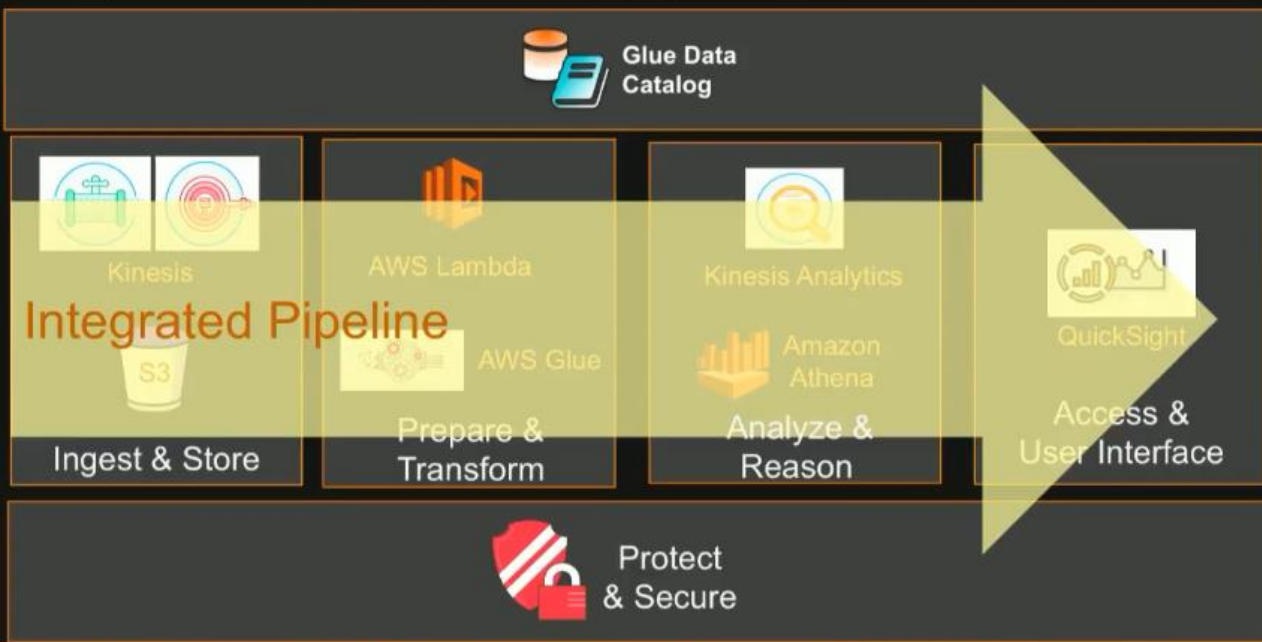 Glue Data
Catalog
Kinesis
Integrated Pipeline
S3
Ingest & Store
AWS Lambda
AWS Glue
Prepare &
Transform
Kinesis Analytics
Amazon
Athena
Analyze &
Reason
QuickSight
Access &
User Interface
Protect
& Secure